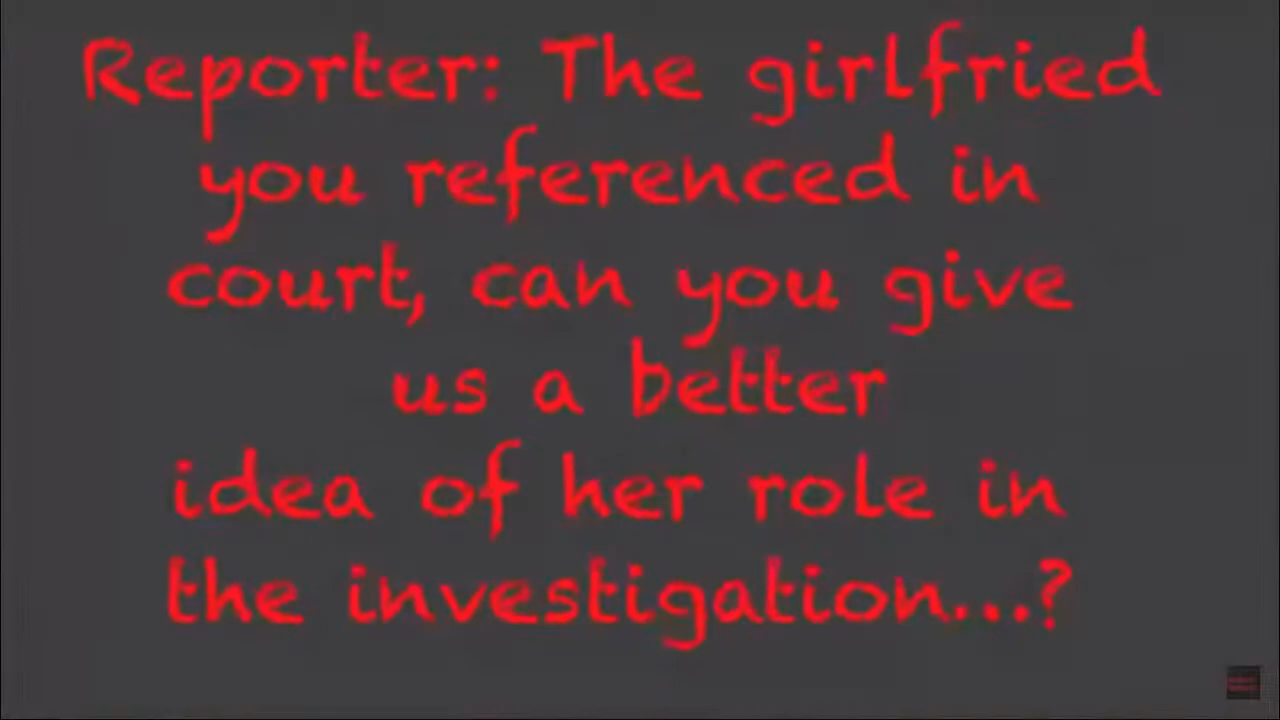 Reporter: The girlfried
you referenced in
court, can you give
us a better
idea of her role in
the investigation...?